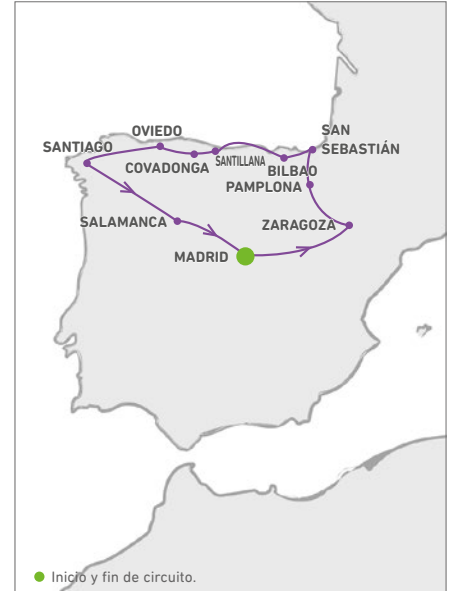 SAN
SEBASTIÁN
OVIEDO
SANTIAGO
COVADONGA
SANTILLANA
BILBAO
PAMPLONA
SALAMANCA
ZARAGOZA
MADRID
Inicio y fin de circuito.